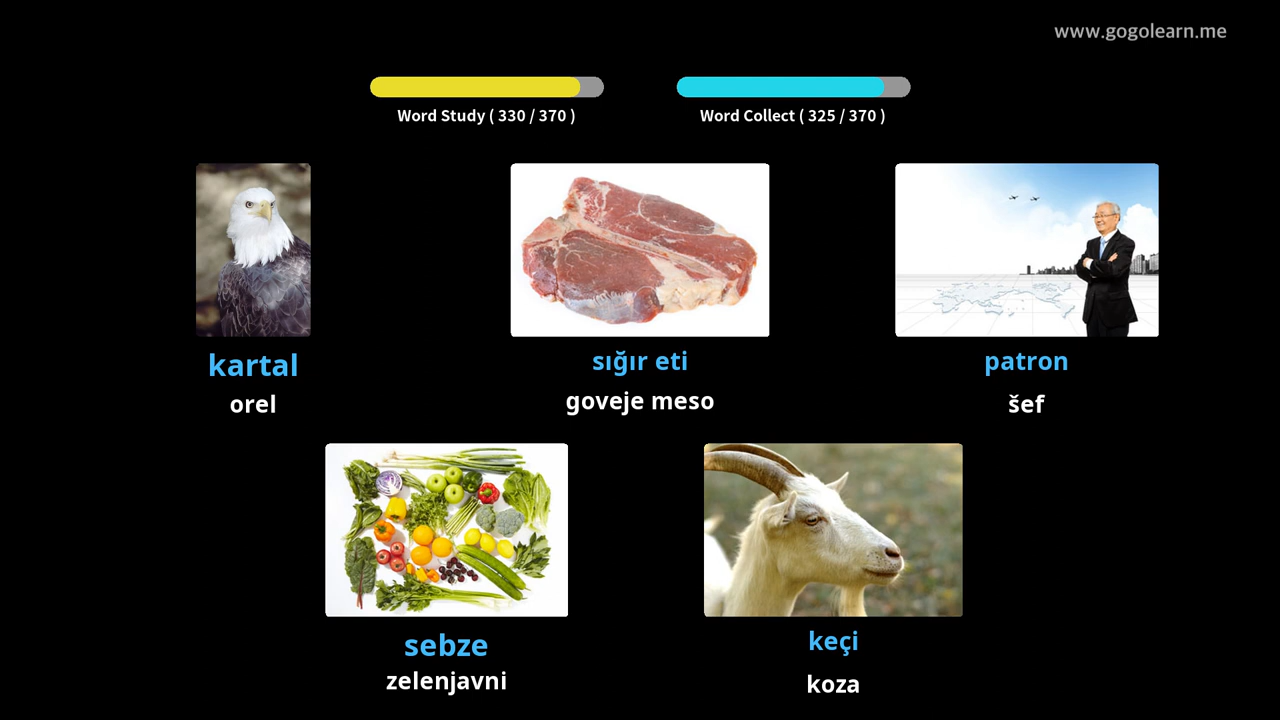 www.gogolearn.me
Word Study ( 330 / 370 )
Word Collect ( 325 / 370 )
kartal
orel
sığır eti
goveje meso
patron
šef
sebze
zelenjavni
keçi
koza